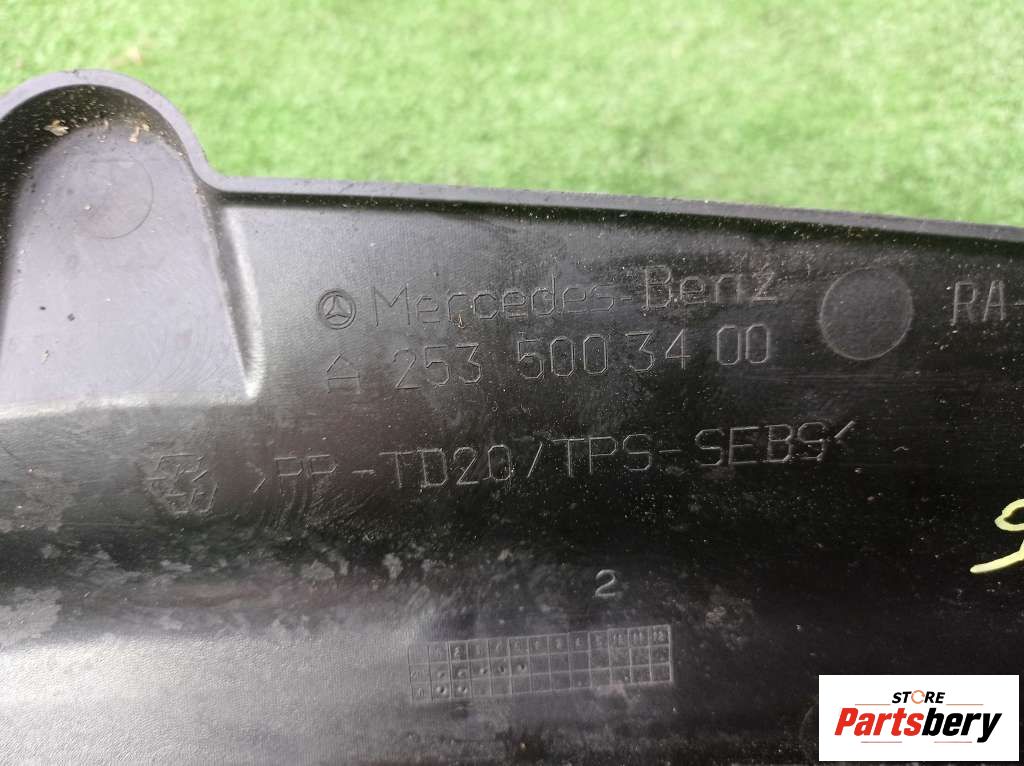 Mercedes-Benz
253 500 34 00
RA-
>PP-TD20/TPS-SEBS<
2
STORE
Partsbery